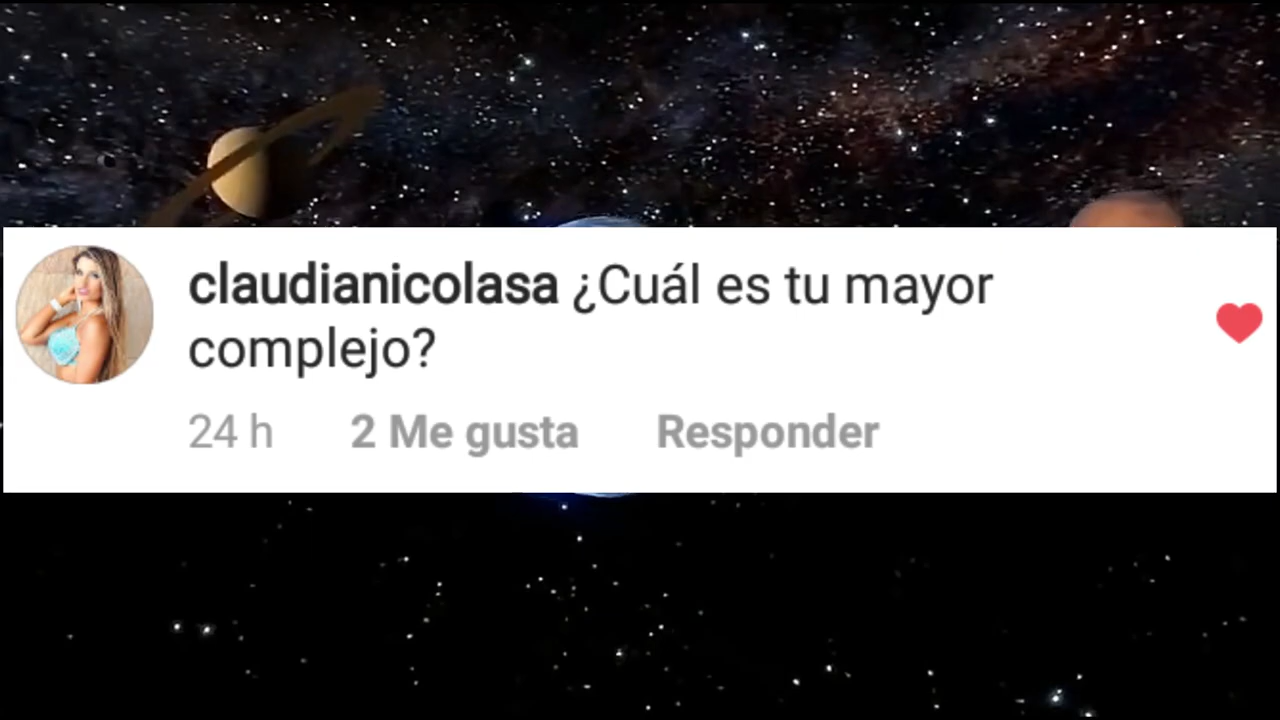 claudianicolasa ¿Cuál es tu mayor
complejo?
24 h 2 Me gusta Responder